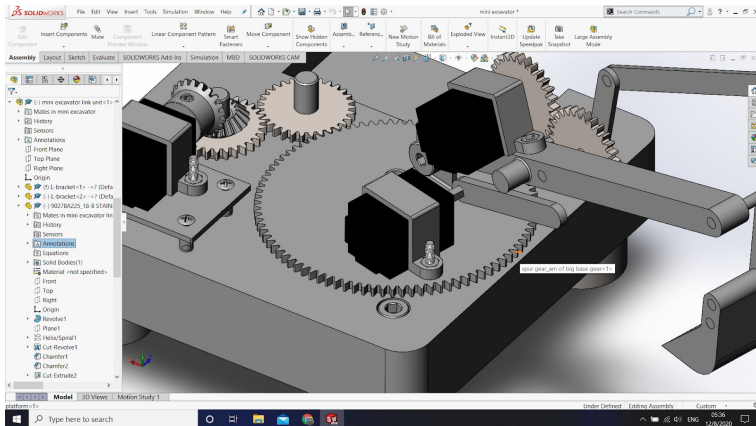 SOLIDWORKS File Edit View Insert Tools Simulation Window Help mini excavator * Search Commands
Edit Component
Insert Components
Mate
Component Preview Window
Linear Component Pattern
Smart Fasteners
Move Component
Show Hidden Components
Assemb...
Referenc...
New Motion Study
Bill of Materials
Exploded View
Instant3D
Update Speedpak
Take Snapshot
Large Assembly Mode
Assembly Layout Sketch Evaluate SOLIDWORKS Add-Ins Simulation MBD SOLIDWORKS CAM
(-) mini excavator link unit<1>
Mates in mini excavator
History
Sensors
Annotations
Front Plane
Top Plane
Right Plane
Origin
(f) L-bracket<1> ->? (Defa
(-) L-bracket<2> ->? (Defa
(-) 90278A225_18-8 STAIN
Mates in mini excavator lin
History
Sensors
Annotations
Equations
Solid Bodies(1)
Material <not specified>
Front
Top
Right
Origin
Revolve1
Plane1
Helix/Spiral1
Cut-Revolve1
Chamfer1
Chamfer2
Cut-Extrude2
spur gear_am of big base gear<1>
Model 3D Views Motion Study 1
platform<1> Under Defined Editing Assembly Custom
Type here to search
ENG
05:36
12/8/2020